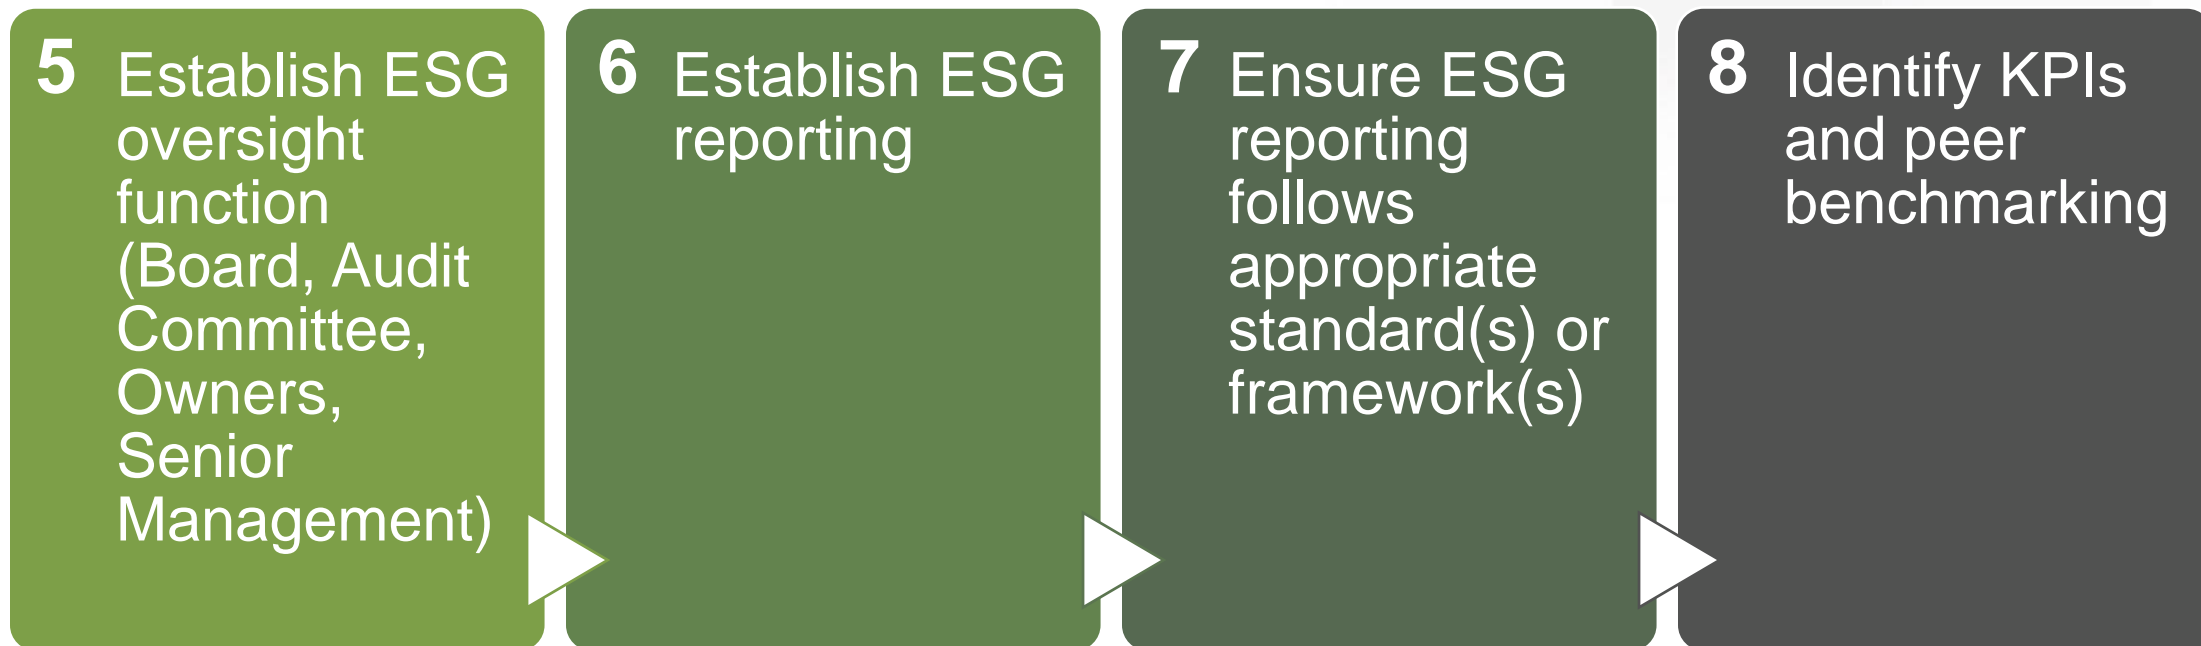 5 Establish ESG
oversight
function
(Board, Audit
Committee,
Owners,
Senior
Management)
6 Establish ESG
reporting
7 Ensure ESG
reporting
follows
appropriate
standard(s) or
framework(s)
8 Identify KPIs
and peer
benchmarking